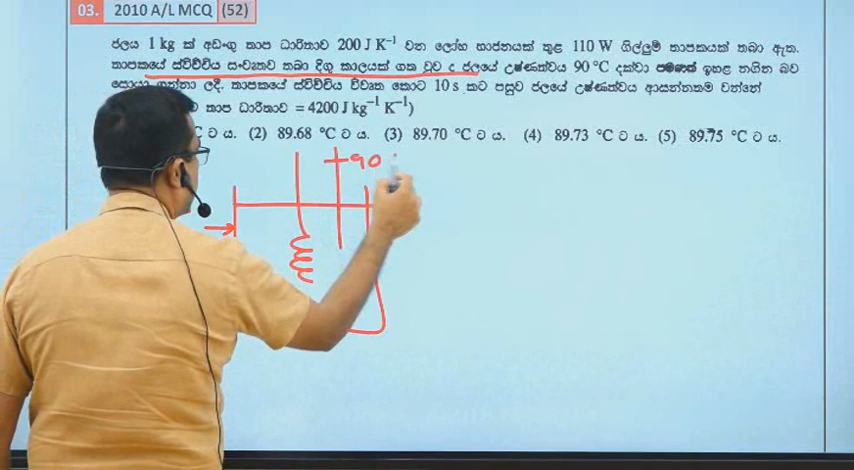 03. 2010 A/L MCQ (52)
ජලය 1 kg ක් අඩංගු තාප ධාරිතාව 200 J K⁻¹ වන ලෝහ භාජනයක් තුළ 110 W ගිල්ලුම් තාපකයක් තබා ඇත.
තාපකයේ ස්විච්චිය සංවෘතව තබා දිගු කාලයක් ගත වුව ද ජලයේ උෂ්ණත්වය 90 °C දක්වා පමණක් ඉහළ නගින බව
සොයා ගන්නා ලදී. තාපකයේ ස්විච්චිය විවෘත කොට 10 s කට පසුව ජලයේ උෂ්ණත්වය ආසන්නතම වන්නේ
තාප ධාරිතාව = 4200 J kg⁻¹ K⁻¹)
°C ට ය. (2) 89.68 °C ට ය. (3) 89.70 °C ට ය. (4) 89.73 °C ට ය. (5) 89.75 °C ට ය.
90